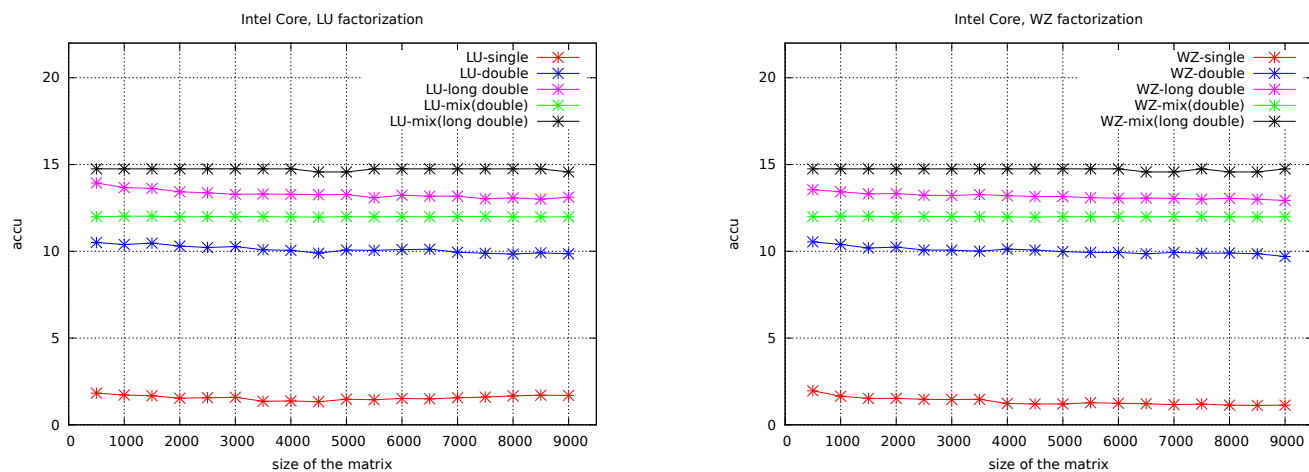 Intel Core, LU factorization
LU-single
LU-double
LU-long double
LU-mix(double)
LU-mix(long double)
20
15
10
5
0
accu
0 1000 2000 3000 4000 5000 6000 7000 8000 9000
size of the matrix
Intel Core, WZ factorization
WZ-single
WZ-double
WZ-long double
WZ-mix(double)
WZ-mix(long double)
20
15
10
5
0
accu
0 1000 2000 3000 4000 5000 6000 7000 8000 9000
size of the matrix